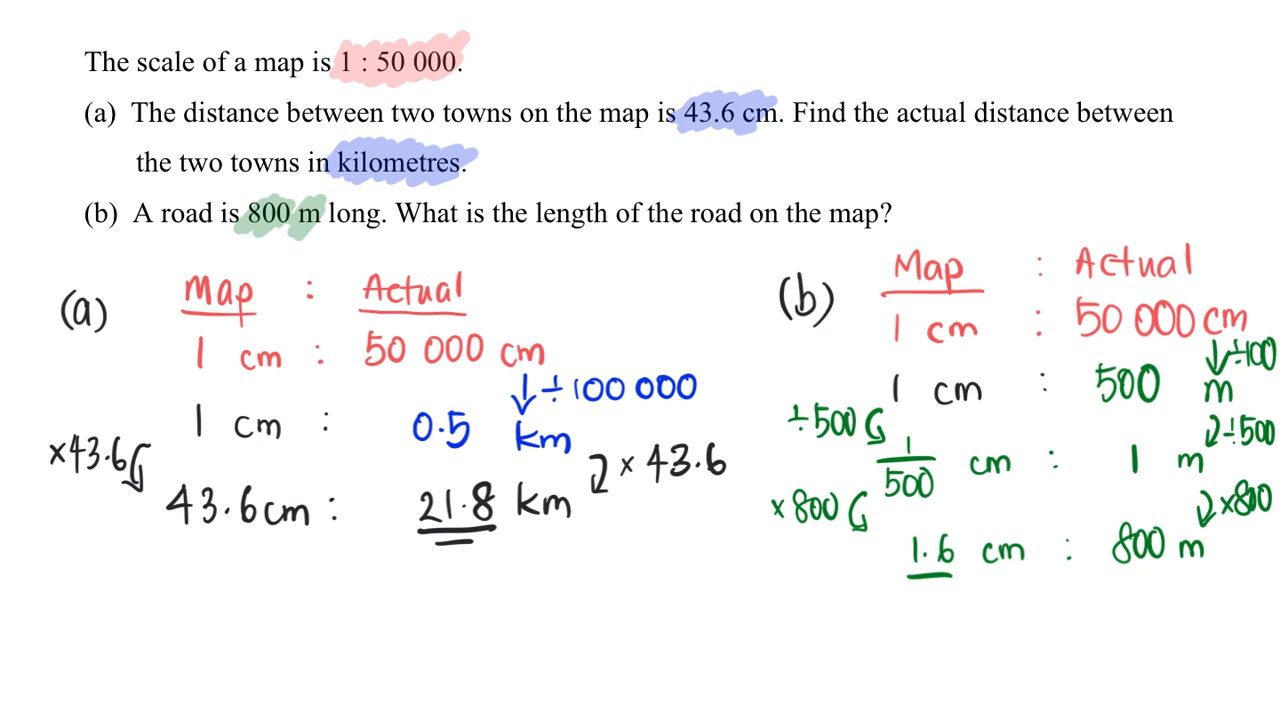 The scale of a map is 1 : 50 000.
(a) The distance between two towns on the map is 43.6 cm. Find the actual distance between
the two towns in kilometres.
(b) A road is 800 m long. What is the length of the road on the map?
(a) Map : Actual
1 cm : 50 000 cm
↓ ÷100 000
1 cm : 0.5 km
×43.6 × 43.6
43.6 cm : 21.8 km
(b) Map : Actual
1 cm : 50 000 cm
↓ ÷100
1 cm : 500 m
÷500 ÷500
1/500 cm : 1 m
×800 ×800
1.6 cm : 800 m